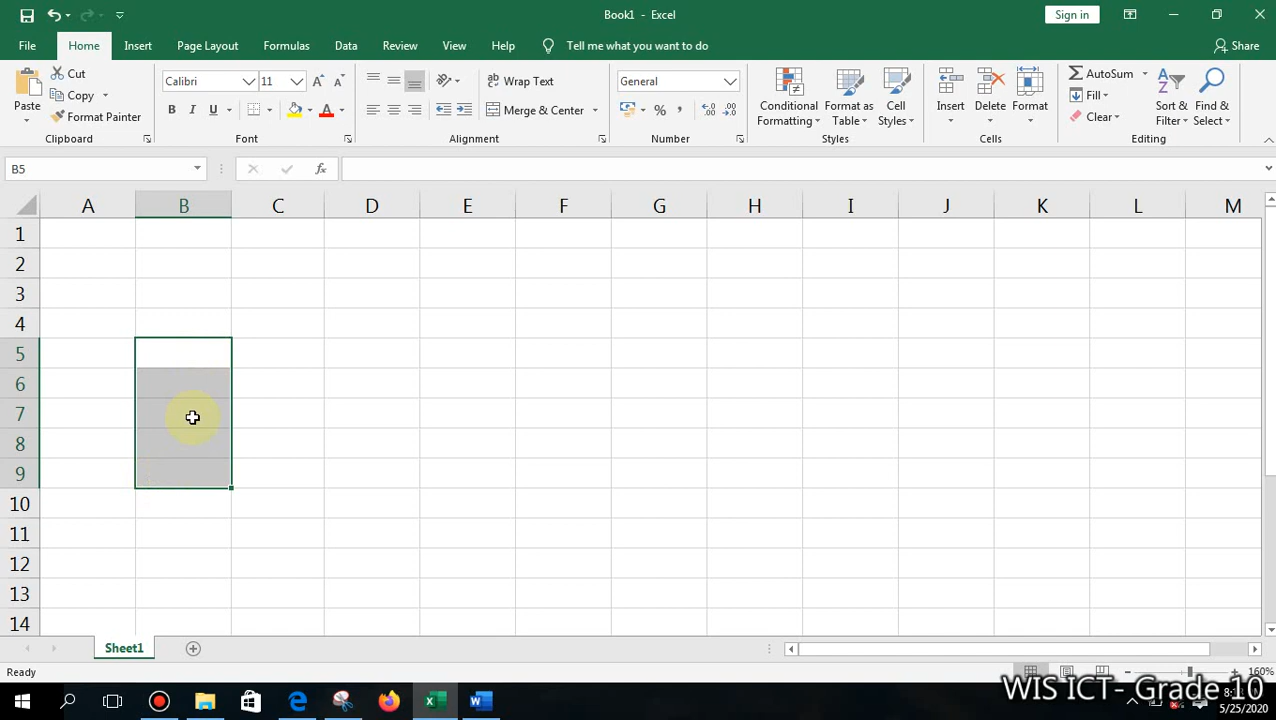 Book1 - Excel
Sign in
File Home Insert Page Layout Formulas Data Review View Help Tell me what you want to do Share
Paste
Cut
Copy
Format Painter
Clipboard
Calibri 11
B I U
Font
Wrap Text
Merge & Center
Alignment
General
Number
Conditional Formatting
Format as Table
Cell Styles
Styles
Insert
Delete
Format
Cells
AutoSum
Fill
Clear
Sort & Filter
Find & Select
Editing
B5
fx
A B C D E F G H I J K L M
1
2
3
4
5
6
7
8
9
10
11
12
13
14
Sheet1
Ready
160%
WIS ICT- Grade 10
5/25/2020